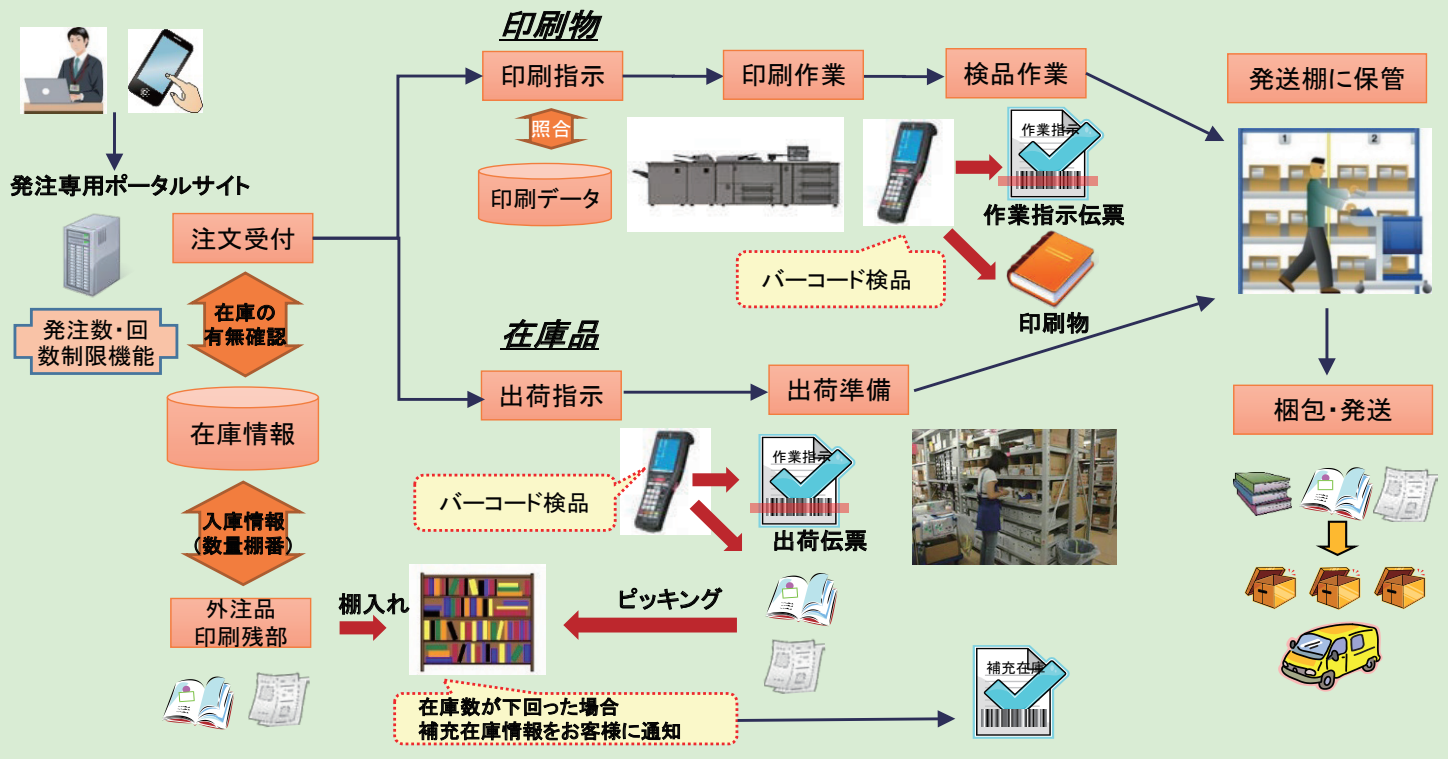 印刷物
印刷指示
印刷作業
検品作業
発送棚に保管
照合
印刷データ
作業指示
作業指示伝票
1
2
発注専用ポータルサイト
注文受付
バーコード検品
印刷物
在庫の
有無確認
発注数・回
数制限機能
在庫品
出荷指示
出荷準備
梱包・発送
在庫情報
バーコード検品
作業指示
出荷伝票
入庫情報
(数量棚番)
外注品
印刷残部
棚入れ
ピッキング
在庫数が下回った場合
補充在庫情報をお客様に通知
補充在庫